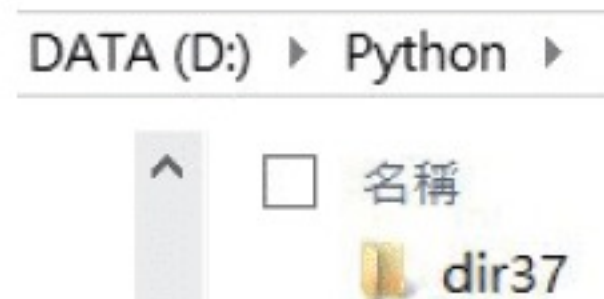 DATA (D:) ▶ Python ▶
名稱
dir37